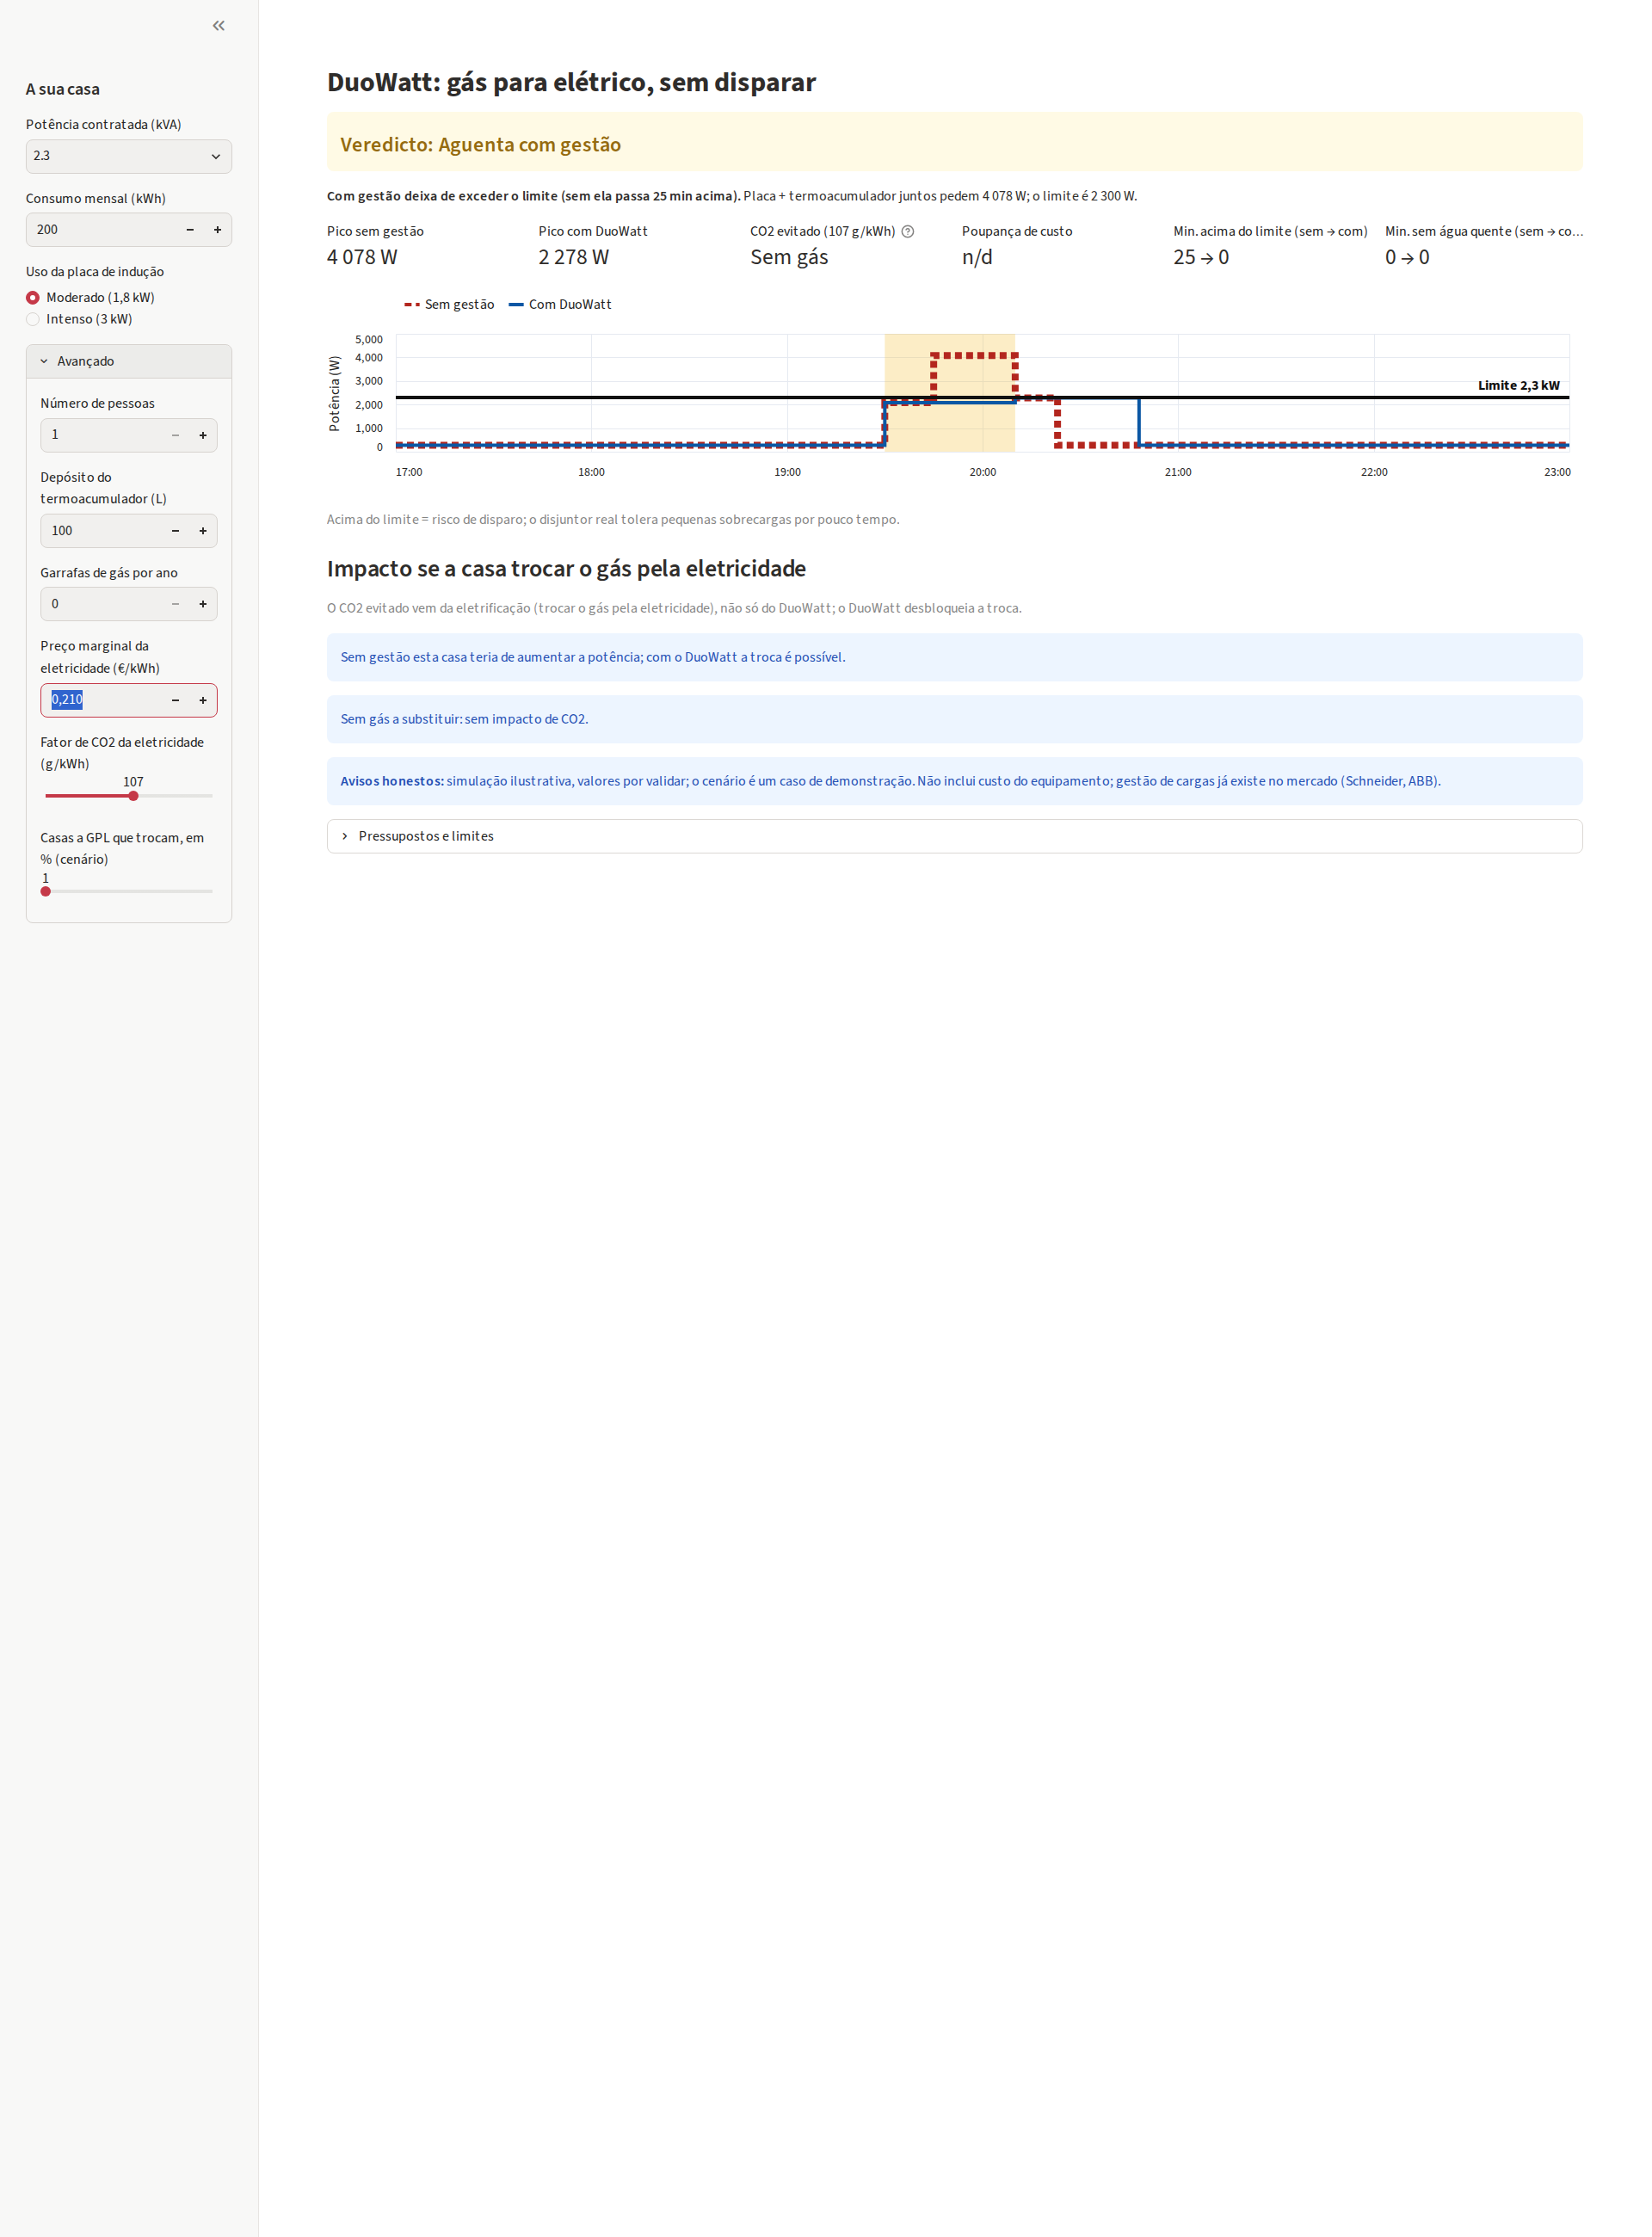 A sua casa
Potência contratada (kVA)
2.3
Consumo mensal (kWh)
200
Uso da placa de indução
Moderado (1,8 kW)
Intenso (3 kW)
Avançado
Número de pessoas
1
Depósito do
termoacumulador (L)
100
Garrafas de gás por ano
0
Preço marginal da
eletricidade (€/kWh)
0,210
Fator de CO2 da eletricidade
(g/kWh)
107
Casas a GPL que trocam, em
% (cenário)
1
DuoWatt: gás para elétrico, sem disparar
Veredicto: Aguenta com gestão
Com gestão deixa de exceder o limite (sem ela passa 25 min acima). Placa + termoacumulador juntos pedem 4 078 W; o limite é 2 300 W.
Pico sem gestão
4 078 W
Pico com DuoWatt
2 278 W
CO2 evitado (107 g/kWh)
Sem gás
Poupança de custo
n/d
Min. acima do limite (sem → com)
25 → 0
Min. sem água quente (sem → co…
0 → 0
Sem gestão
Com DuoWatt
Potência (W)
5,000
4,000
3,000
2,000
1,000
0
Limite 2,3 kW
17:00
18:00
19:00
20:00
21:00
22:00
23:00
Acima do limite = risco de disparo; o disjuntor real tolera pequenas sobrecargas por pouco tempo.
Impacto se a casa trocar o gás pela eletricidade
O CO2 evitado vem da eletrificação (trocar o gás pela eletricidade), não só do DuoWatt; o DuoWatt desbloqueia a troca.
Sem gestão esta casa teria de aumentar a potência; com o DuoWatt a troca é possível.
Sem gás a substituir: sem impacto de CO2.
Avisos honestos: simulação ilustrativa, valores por validar; o cenário é um caso de demonstração. Não inclui custo do equipamento; gestão de cargas já existe no mercado (Schneider, ABB).
Pressupostos e limites